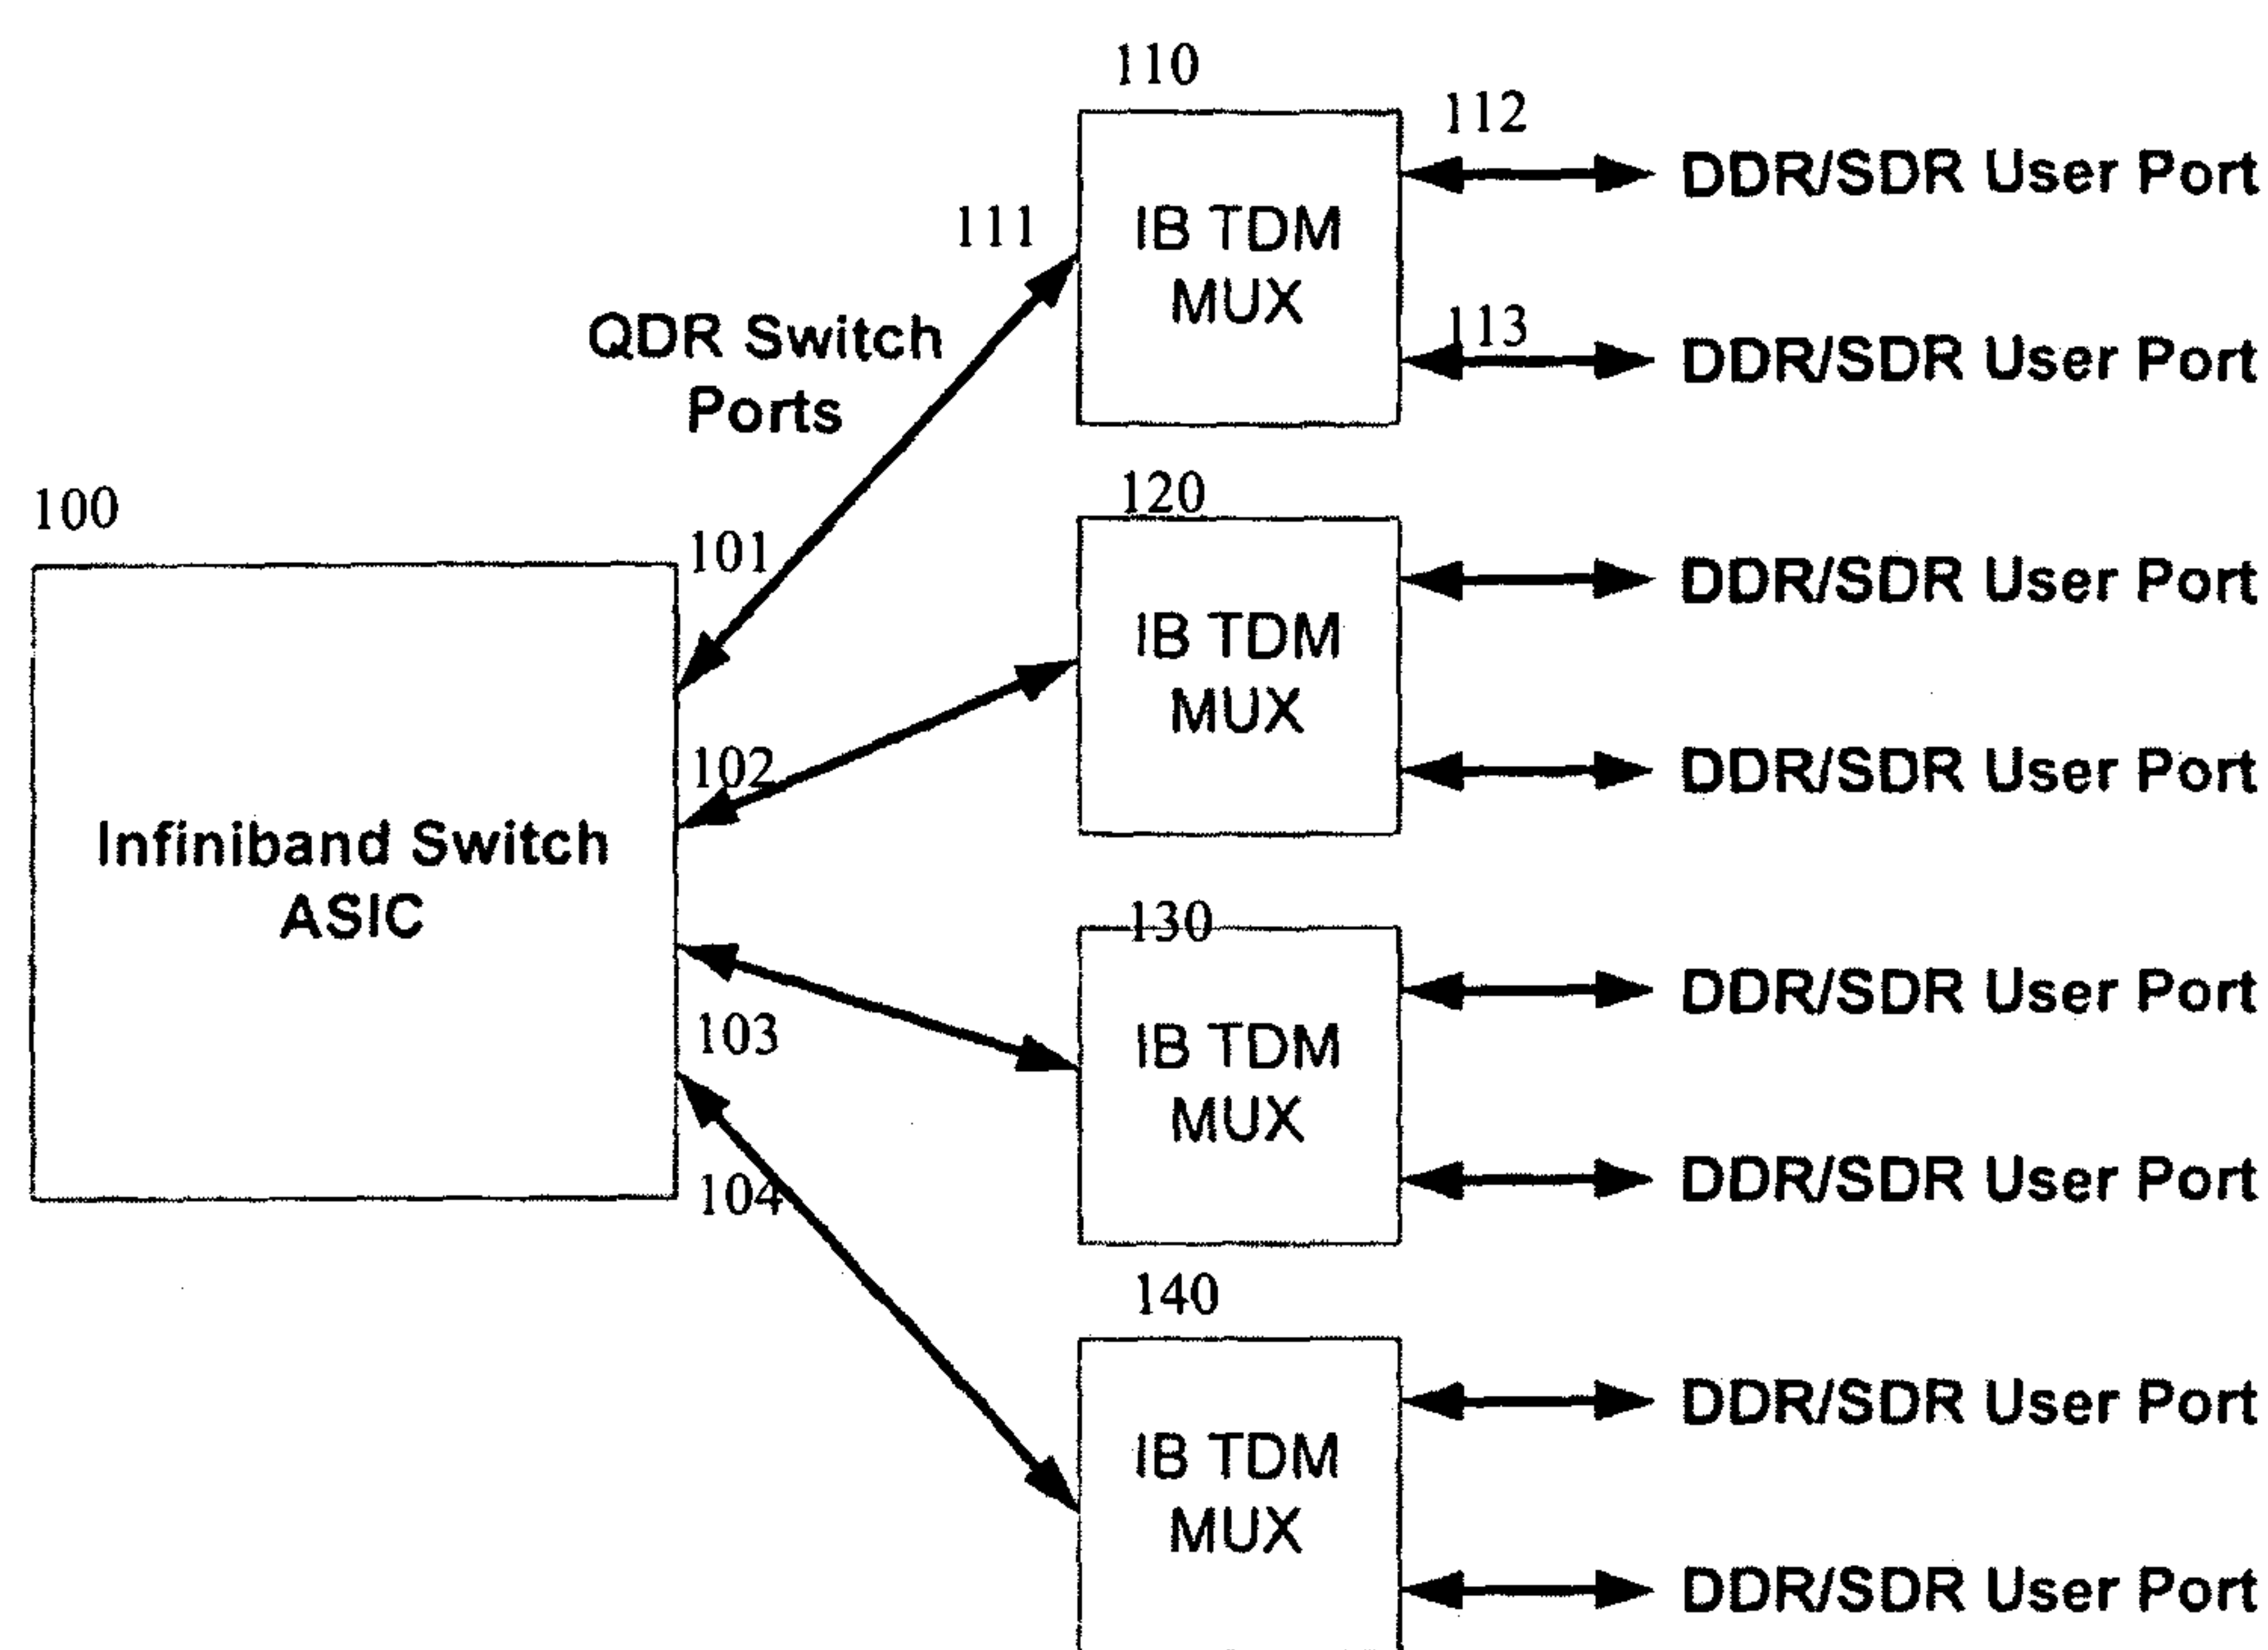 110
112
DDR/SDR User Port
111
IB TDM
MUX
113
DDR/SDR User Port
QDR Switch
Ports
100
101
120
DDR/SDR User Port
IB TDM
MUX
102
DDR/SDR User Port
Infiniband Switch
ASIC
130
DDR/SDR User Port
103
IB TDM
MUX
104
DDR/SDR User Port
140
DDR/SDR User Port
IB TDM
MUX
DDR/SDR User Port